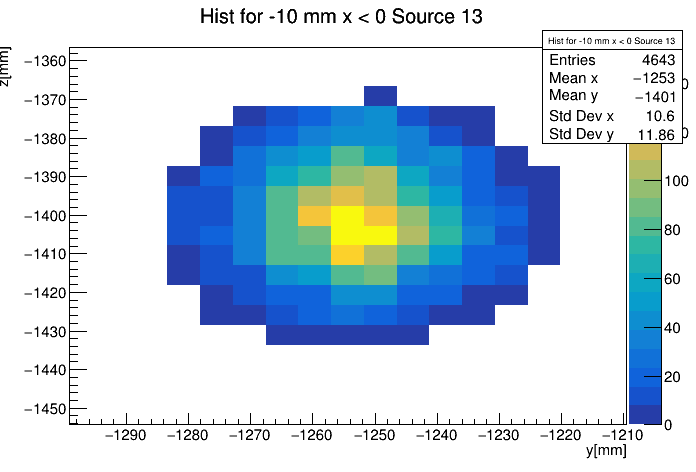 Hist for -10 mm x < 0 Source 13
z[mm]
Hist for -10 mm x < 0 Source 13
Entries 4643
Mean x −1253
Mean y −1401
Std Dev x 10.6
Std Dev y 11.86
−1360
−1370
−1380
−1390
−1400
−1410
−1420
−1430
−1440
−1450
100
80
60
40
20
0
−1290 −1280 −1270 −1260 −1250 −1240 −1230 −1220 −1210
y[mm]